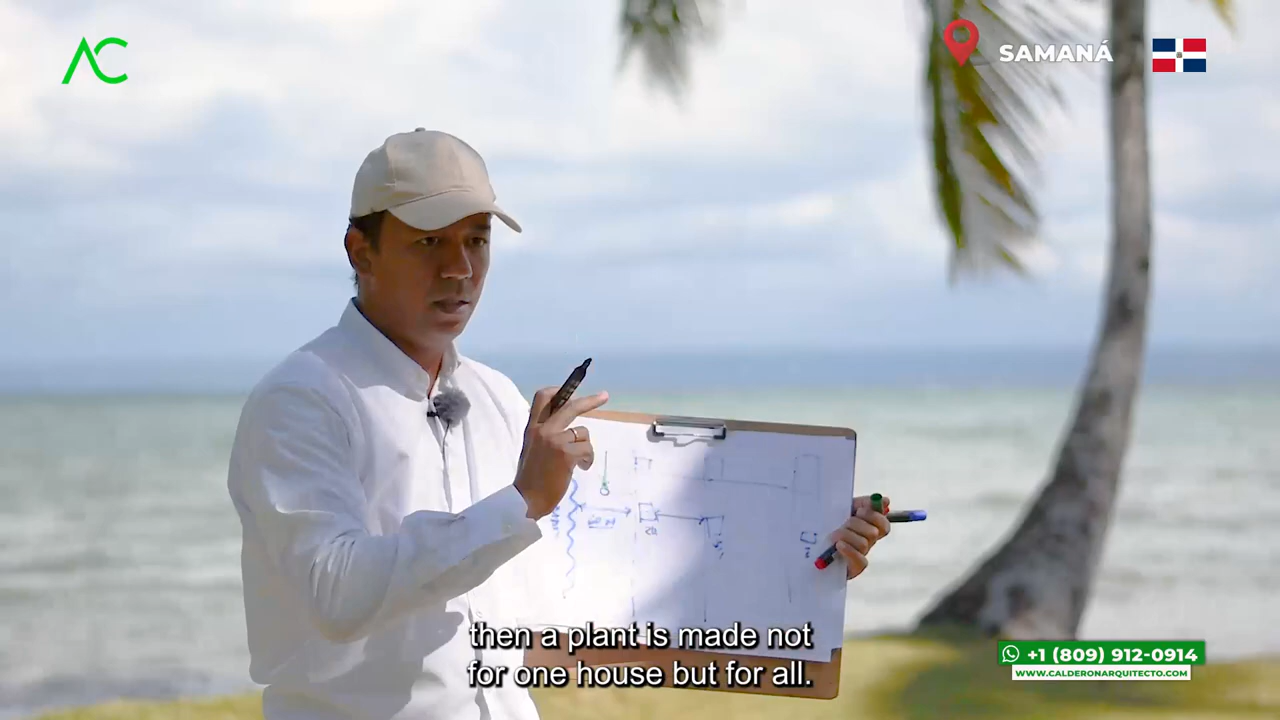 AC
SAMANÁ
then a plant is made not
for one house but for all.
+1 (809) 912-0914
WWW.CALDERONARQUITECTO.COM